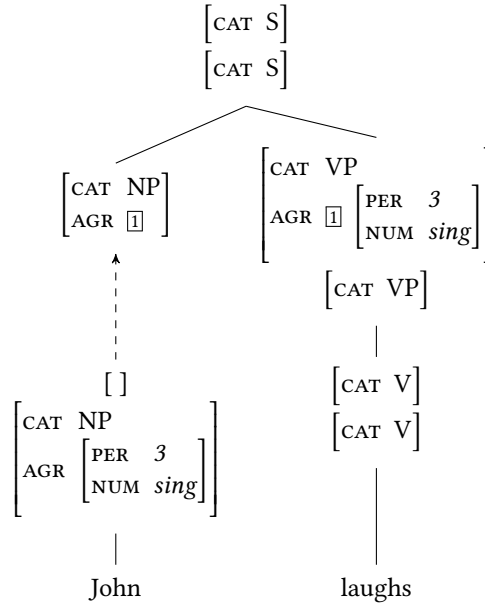 [CAT S]
[CAT S]
[CAT NP
AGR 1]
[CAT VP
AGR 1 [PER 3
NUM sing]]
[CAT VP]
[ ]
[CAT NP
AGR [PER 3
NUM sing]]
[CAT V]
[CAT V]
John
laughs